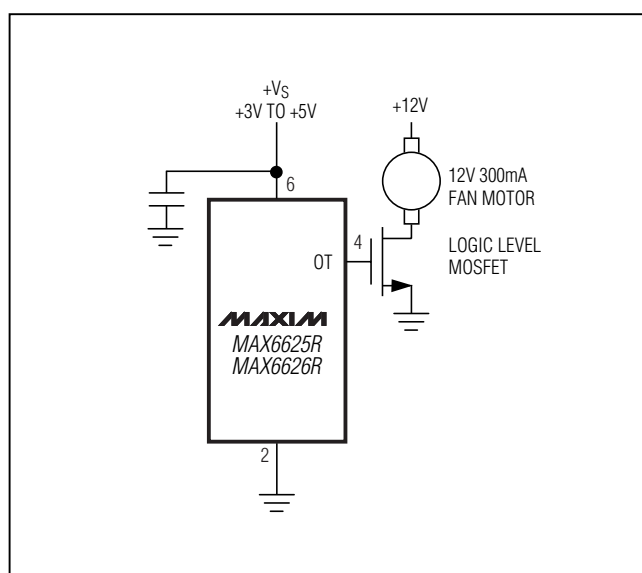 +VS
+3V TO +5V
+12V
6
12V 300mA
FAN MOTOR
4
OT
LOGIC LEVEL
MOSFET
MAXIM
MAX6625R
MAX6626R
2